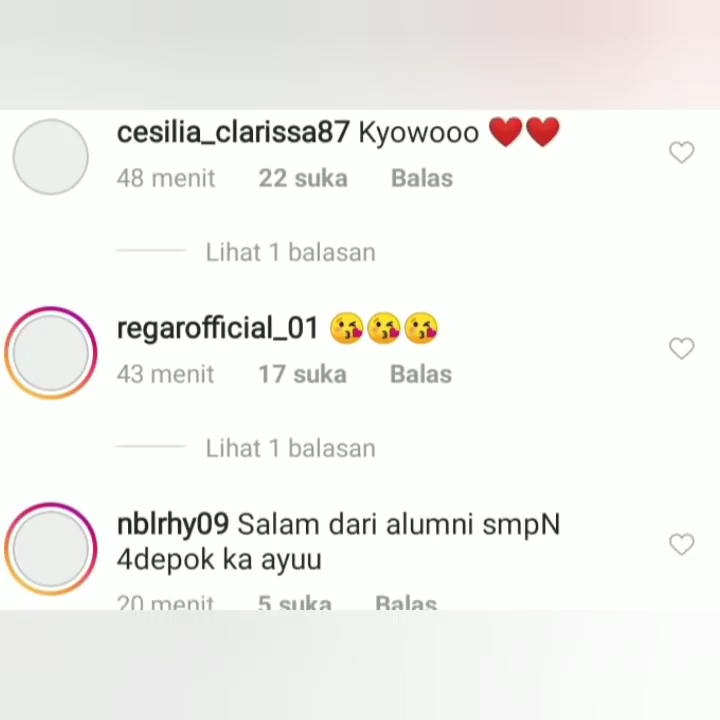 cesilia_clarissa87 Kyowooo ❤️❤️
48 menit 22 suka Balas
Lihat 1 balasan
regarofficial_01 😘😘😘
43 menit 17 suka Balas
Lihat 1 balasan
nblrhy09 Salam dari alumni smpN
4depok ka ayuu
20 menit 5 suka Balas